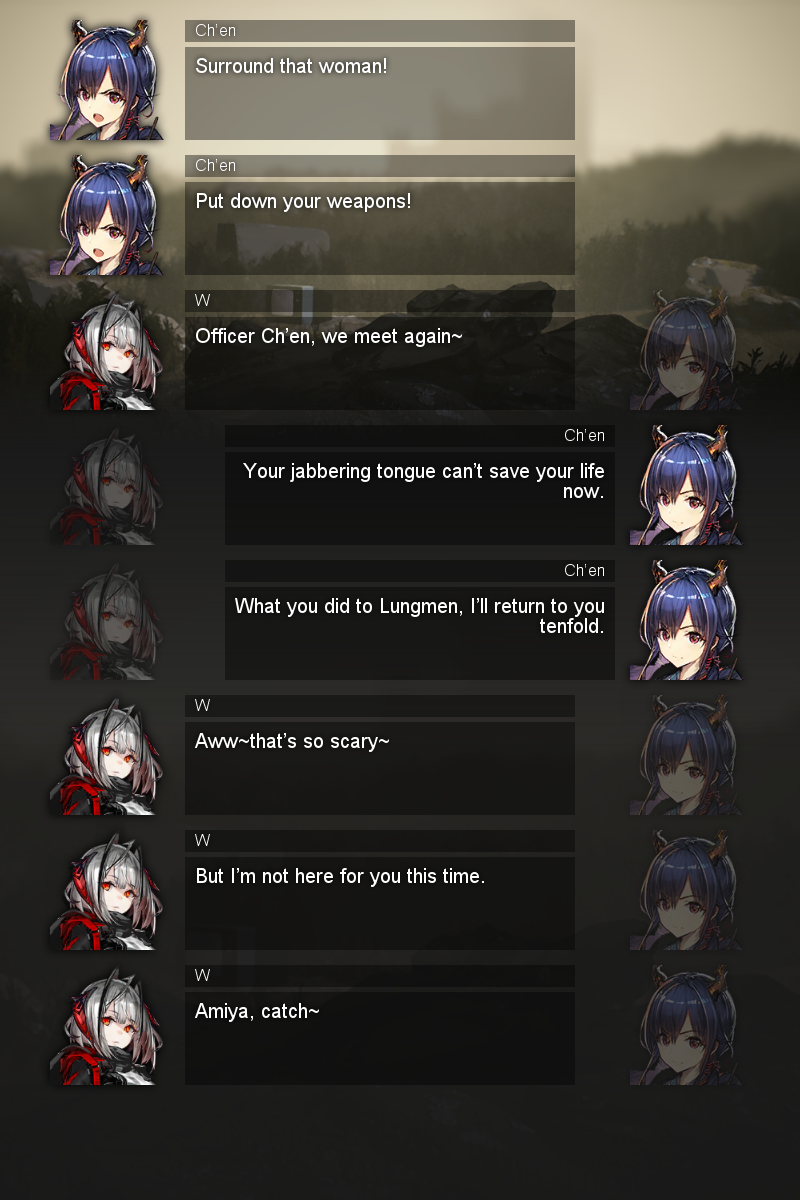 Ch'en
Surround that woman!
Ch'en
Put down your weapons!
W
Officer Ch'en, we meet again~
Ch'en
Your jabbering tongue can't save your life
now.
Ch'en
What you did to Lungmen, I'll return to you
tenfold.
W
Aww~that's so scary~
W
But I'm not here for you this time.
W
Amiya, catch~